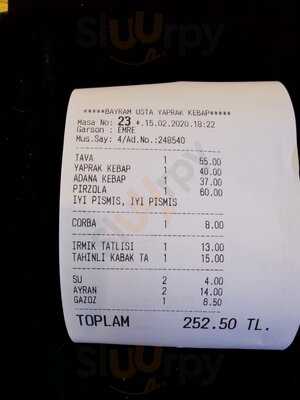 *****BAYRAM USTA YAPRAK KEBAP*****
Masa No: 23 *.15.02.2020.18:22
Garson : EMRE
Mus.Say: 4/Ad.No.:248540
TAVA 1 55.00
YAPRAK KEBAP 1 40.00
ADANA KEBAP 1 37.00
PIRZOLA 1 60.00
IYI PISMIS, IYI PISMIS
CORBA 1 8.00
IRMIK TATLISI 1 13.00
TAHINLI KABAK TA 1 15.00
SU 2 4.00
AYRAN 2 14.00
GAZOZ 1 6.50
TOPLAM 252.50 TL.
Sluurpy